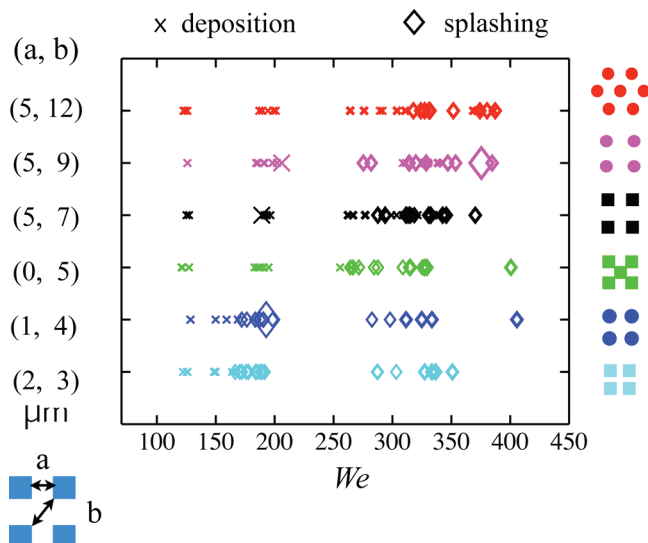 × deposition ◇ splashing
(a, b)
(5, 12)
(5, 9)
(5, 7)
(0, 5)
(1, 4)
(2, 3)
μm
100 150 200 250 300 350 400 450
We
a
b